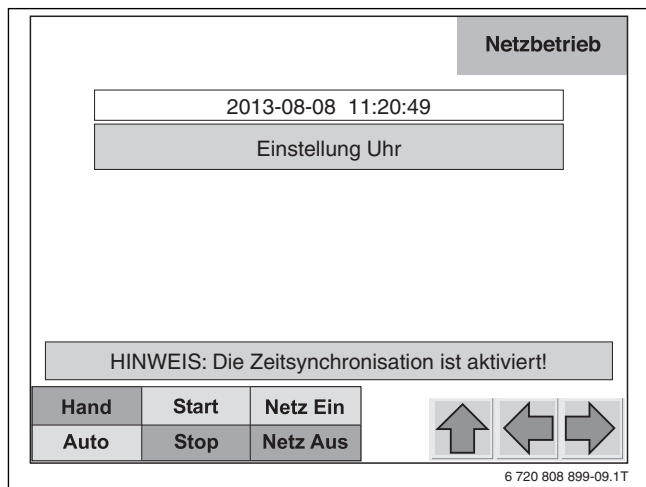 Netzbetrieb
2013-08-08 11:20:49
Einstellung Uhr
HINWEIS: Die Zeitsynchronisation ist aktiviert!
Hand Start Netz Ein
Auto Stop Netz Aus
6 720 808 899-09.1T